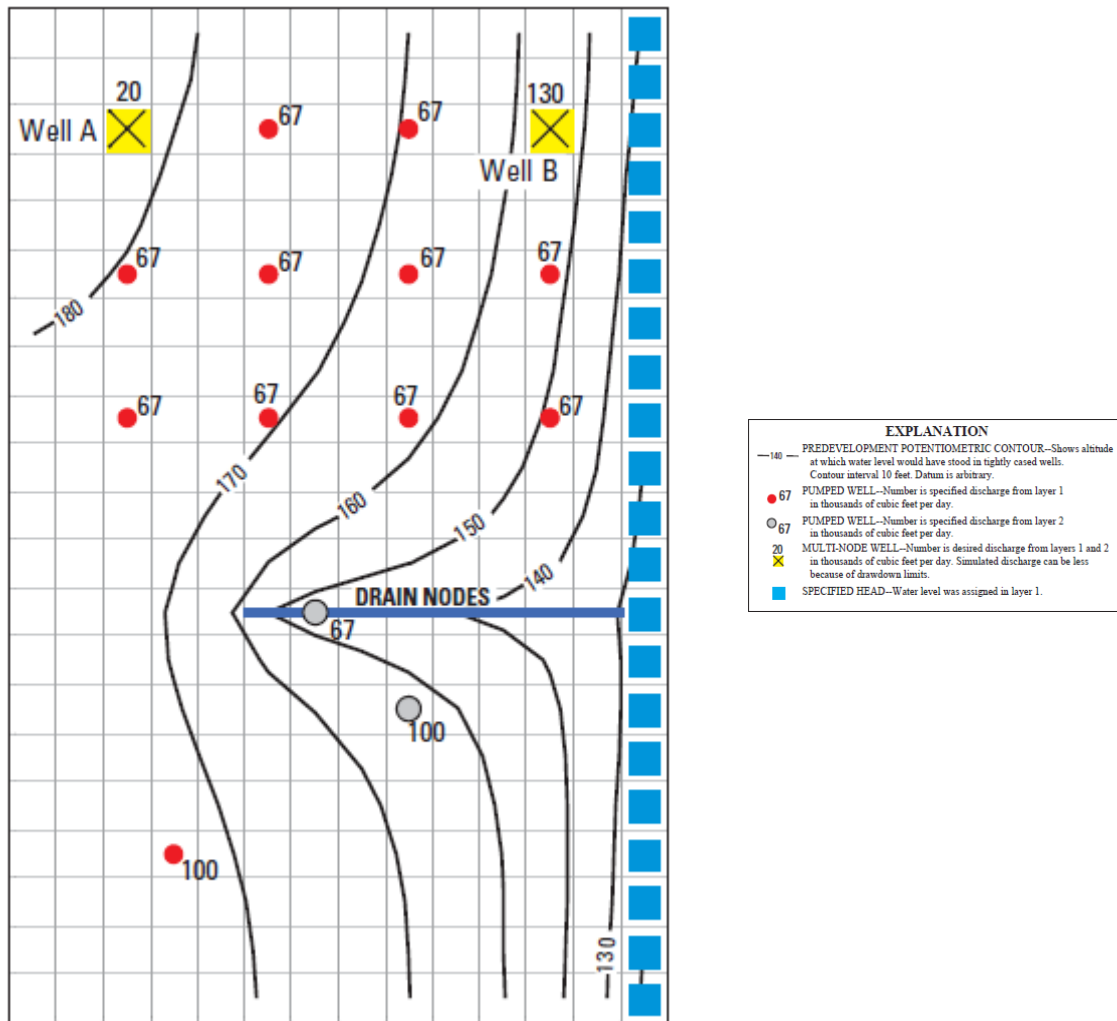 20
130
Well A
67
67
Well B
67
67
67
67
180
67
67
67
67
170
160
150
140
DRAIN NODES
67
100
100
130
EXPLANATION
140 PREDEVELOPMENT POTENTIOMETRIC CONTOUR--Shows altitude
at which water level would have stood in tightly cased wells.
Contour interval 10 feet. Datum is arbitrary.
67 PUMPED WELL--Number is specified discharge from layer 1
in thousands of cubic feet per day.
67 PUMPED WELL--Number is specified discharge from layer 2
in thousands of cubic feet per day.
20 MULTI-NODE WELL--Number is desired discharge from layers 1 and 2
in thousands of cubic feet per day. Simulated discharge can be less
because of drawdown limits.
SPECIFIED HEAD--Water level was assigned in layer 1.